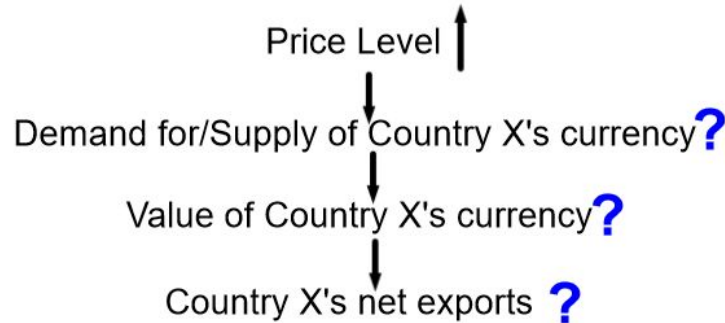 Price Level
Demand for/Supply of Country X's currency?
Value of Country X's currency?
Country X's net exports ?